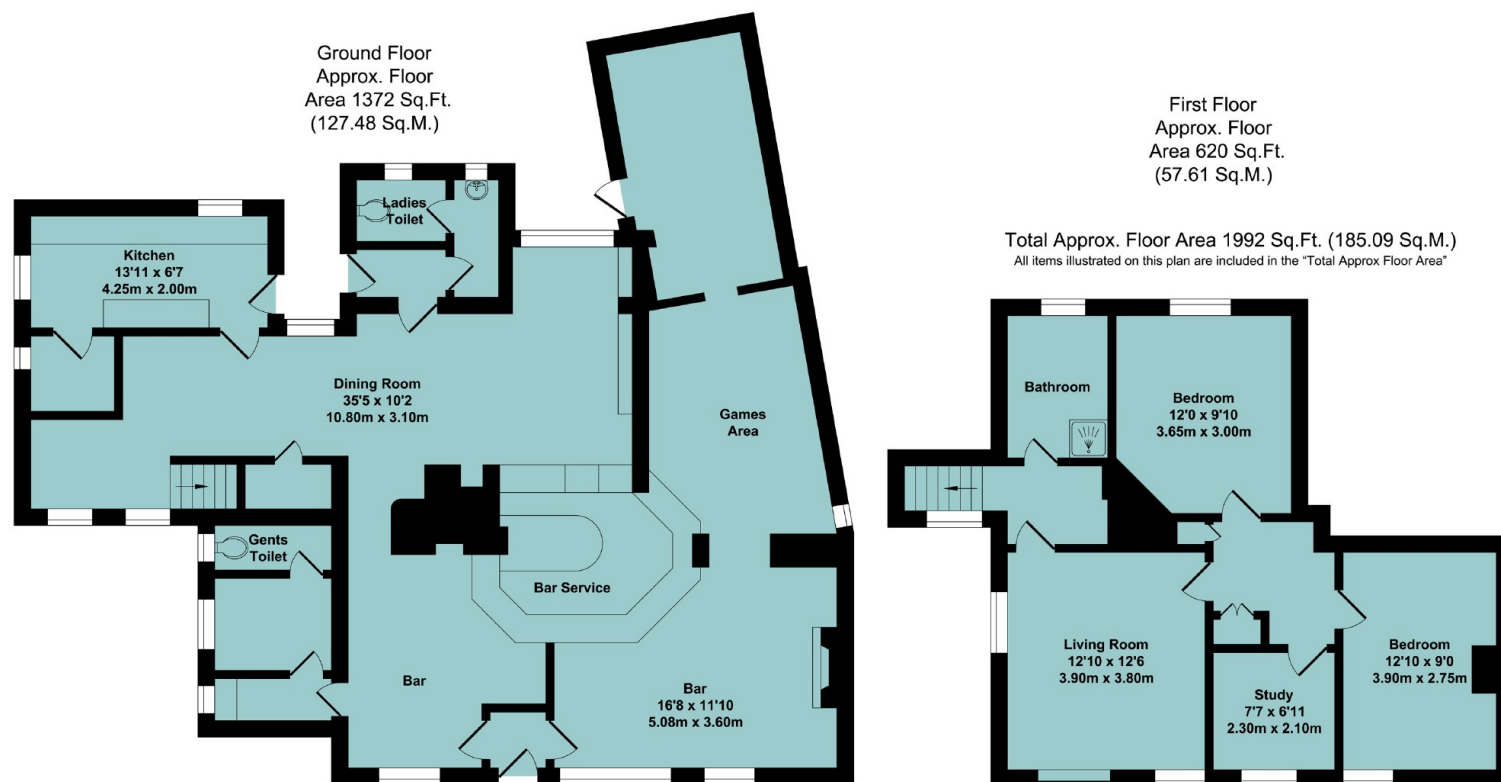 Ground Floor
Approx. Floor
Area 1372 Sq.Ft.
(127.48 Sq.M.)
First Floor
Approx. Floor
Area 620 Sq.Ft.
(57.61 Sq.M.)
Total Approx. Floor Area 1992 Sq.Ft. (185.09 Sq.M.)
All items illustrated on this plan are included in the "Total Approx Floor Area"
Ladies
Toilet
Kitchen
13'11 x 6'7
4.25m x 2.00m
Dining Room
35'5 x 10'2
10.80m x 3.10m
Games
Area
Gents
Toilet
Bar Service
Bar
Bar
16'8 x 11'10
5.08m x 3.60m
Bathroom
Bedroom
12'0 x 9'10
3.65m x 3.00m
Living Room
12'10 x 12'6
3.90m x 3.80m
Bedroom
12'10 x 9'0
3.90m x 2.75m
Study
7'7 x 6'11
2.30m x 2.10m